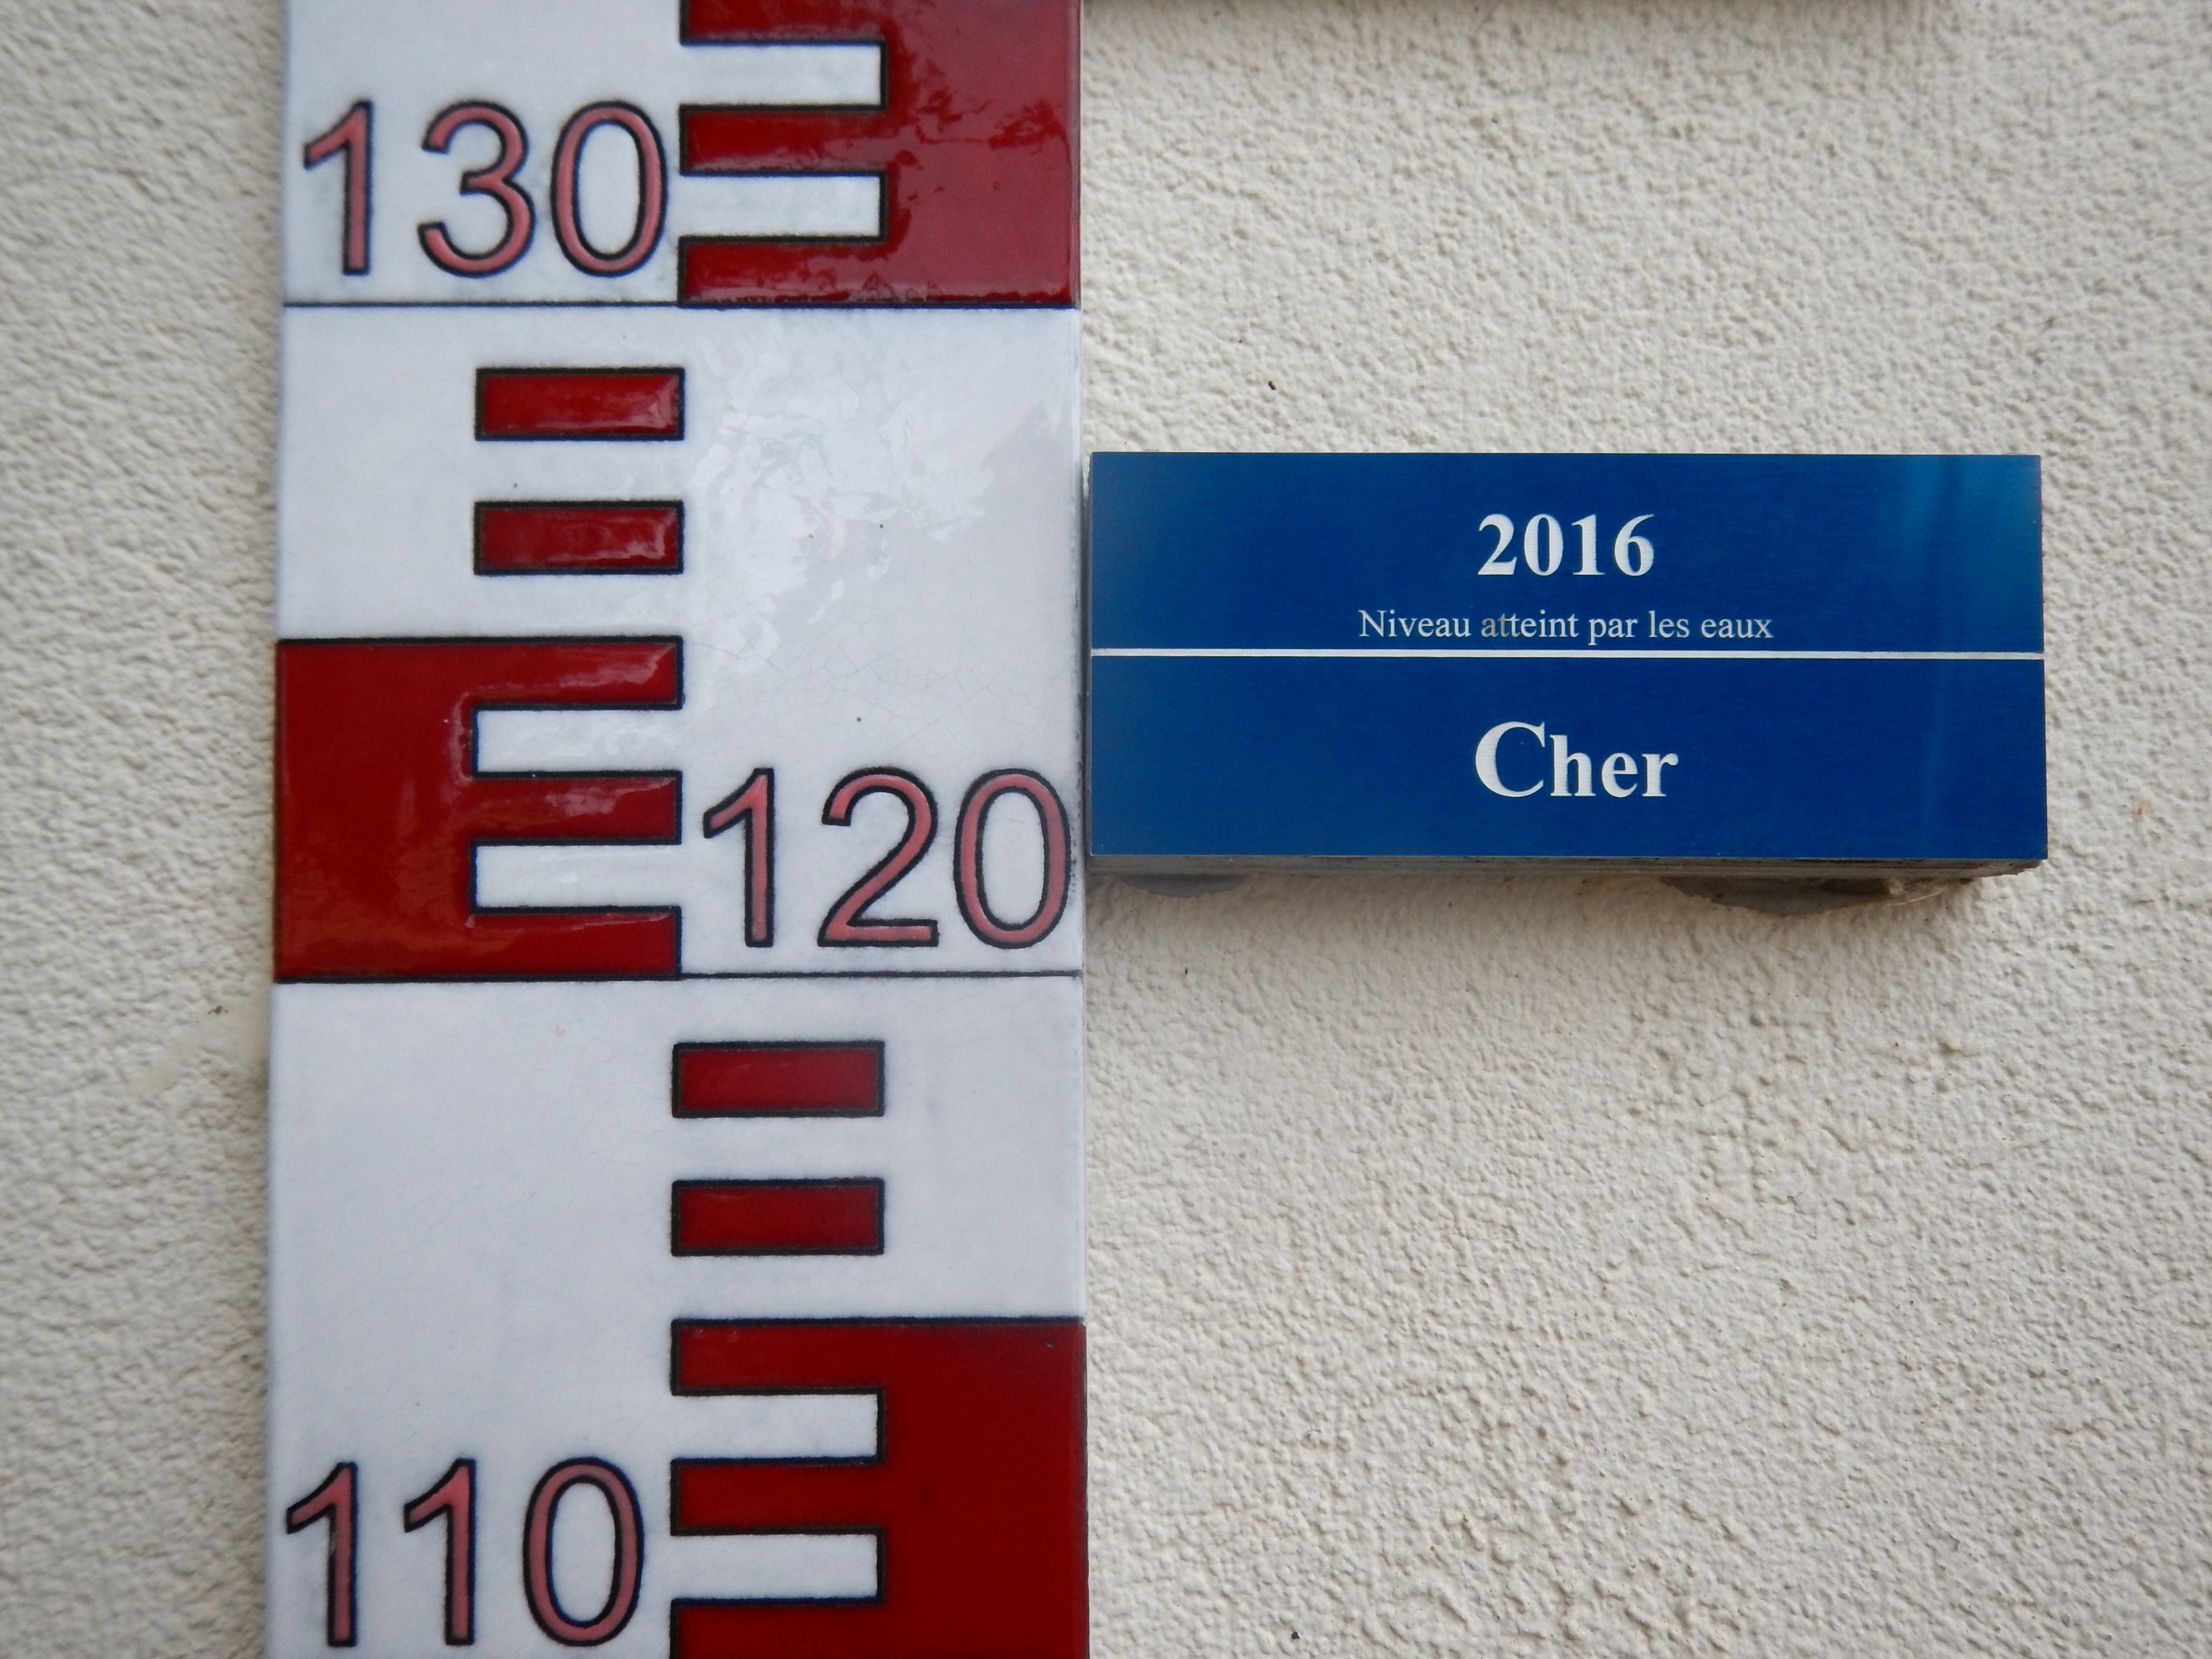 130
2016
Niveau atteint par les eaux
Cher
120
110